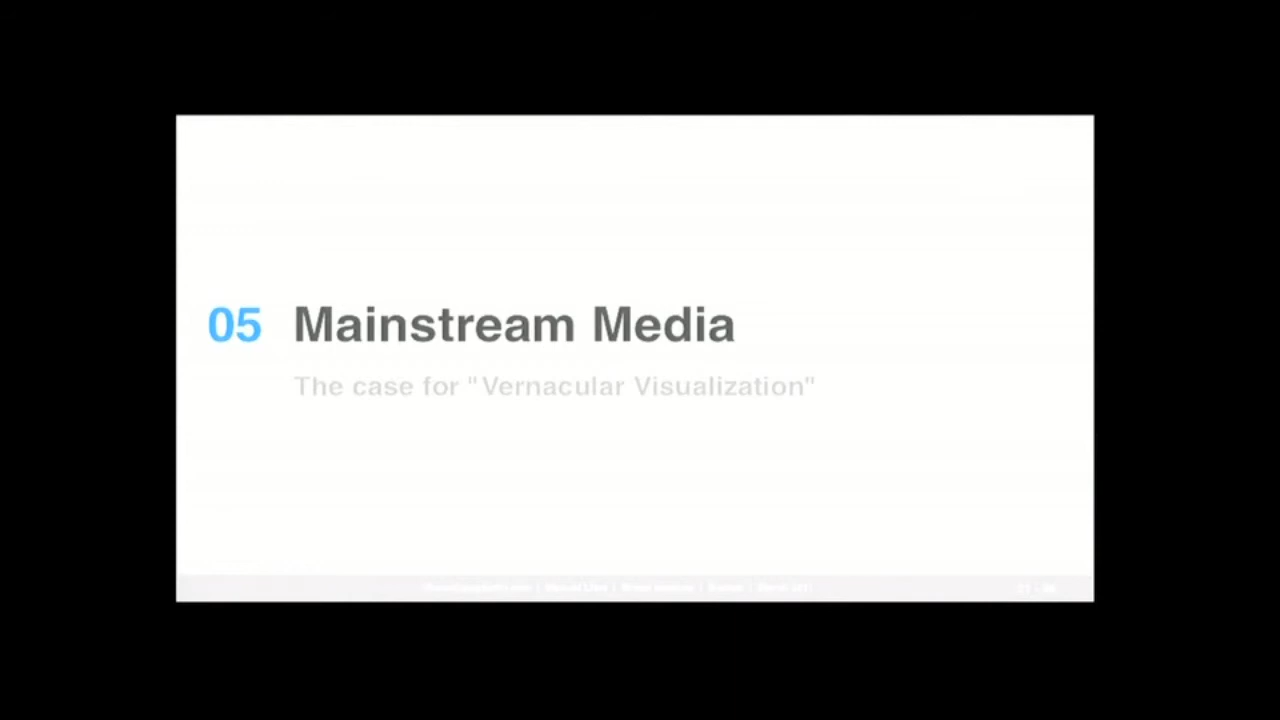 05 Mainstream Media
The case for "Vernacular Visualization"